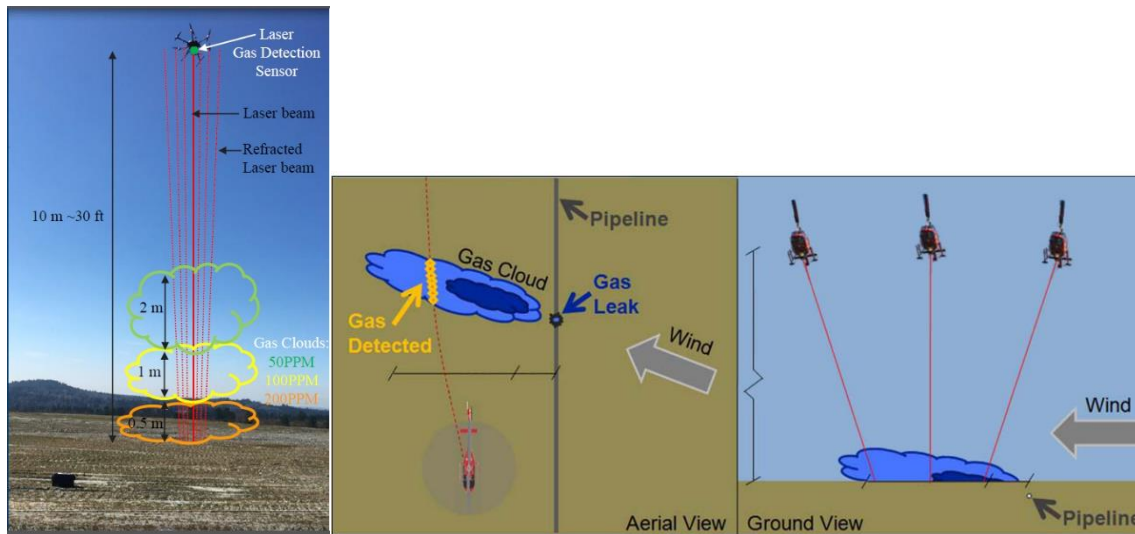 Laser
Gas Detection
Sensor
Laser beam
Refracted
Laser beam
10 m ~30 ft
2 m
Gas Clouds:
50PPM
1 m
100PPM
200PPM
0.5 m
Pipeline
Gas Cloud
Gas
Leak
Gas
Detected
Wind
Aerial View
Wind
Ground View
Pipeline